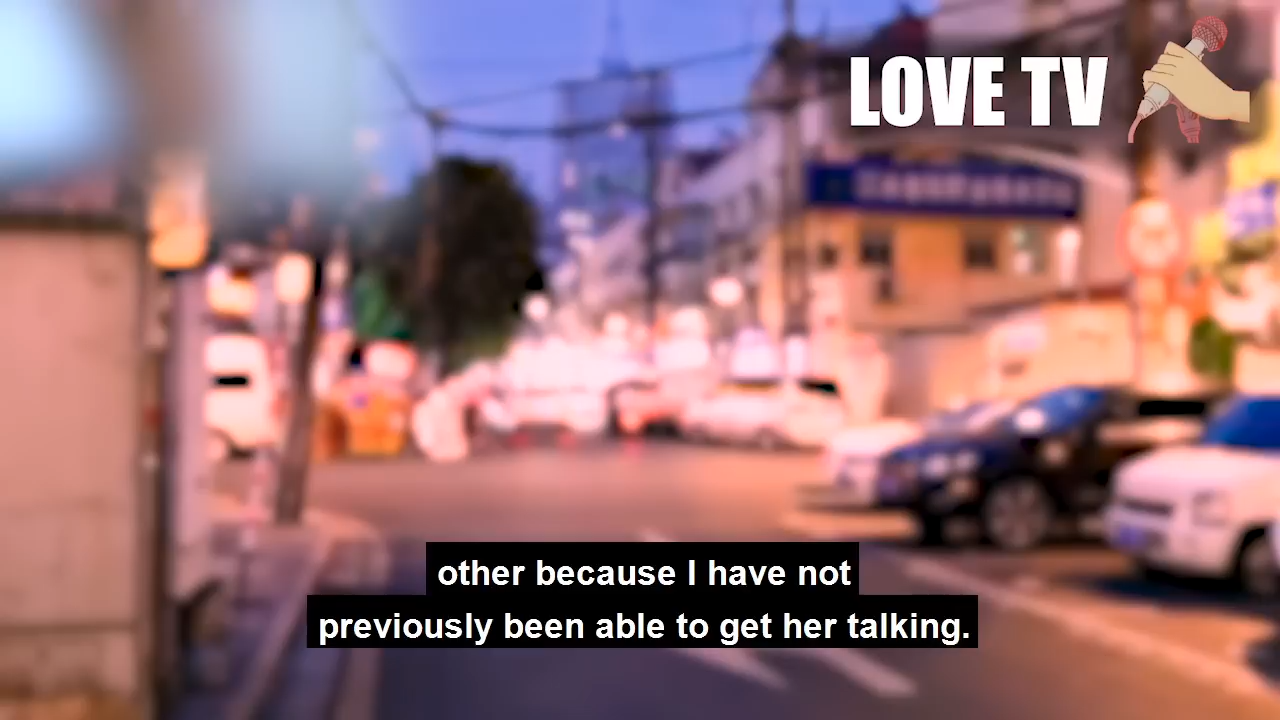 LOVE TV
other because I have not
previously been able to get her talking.